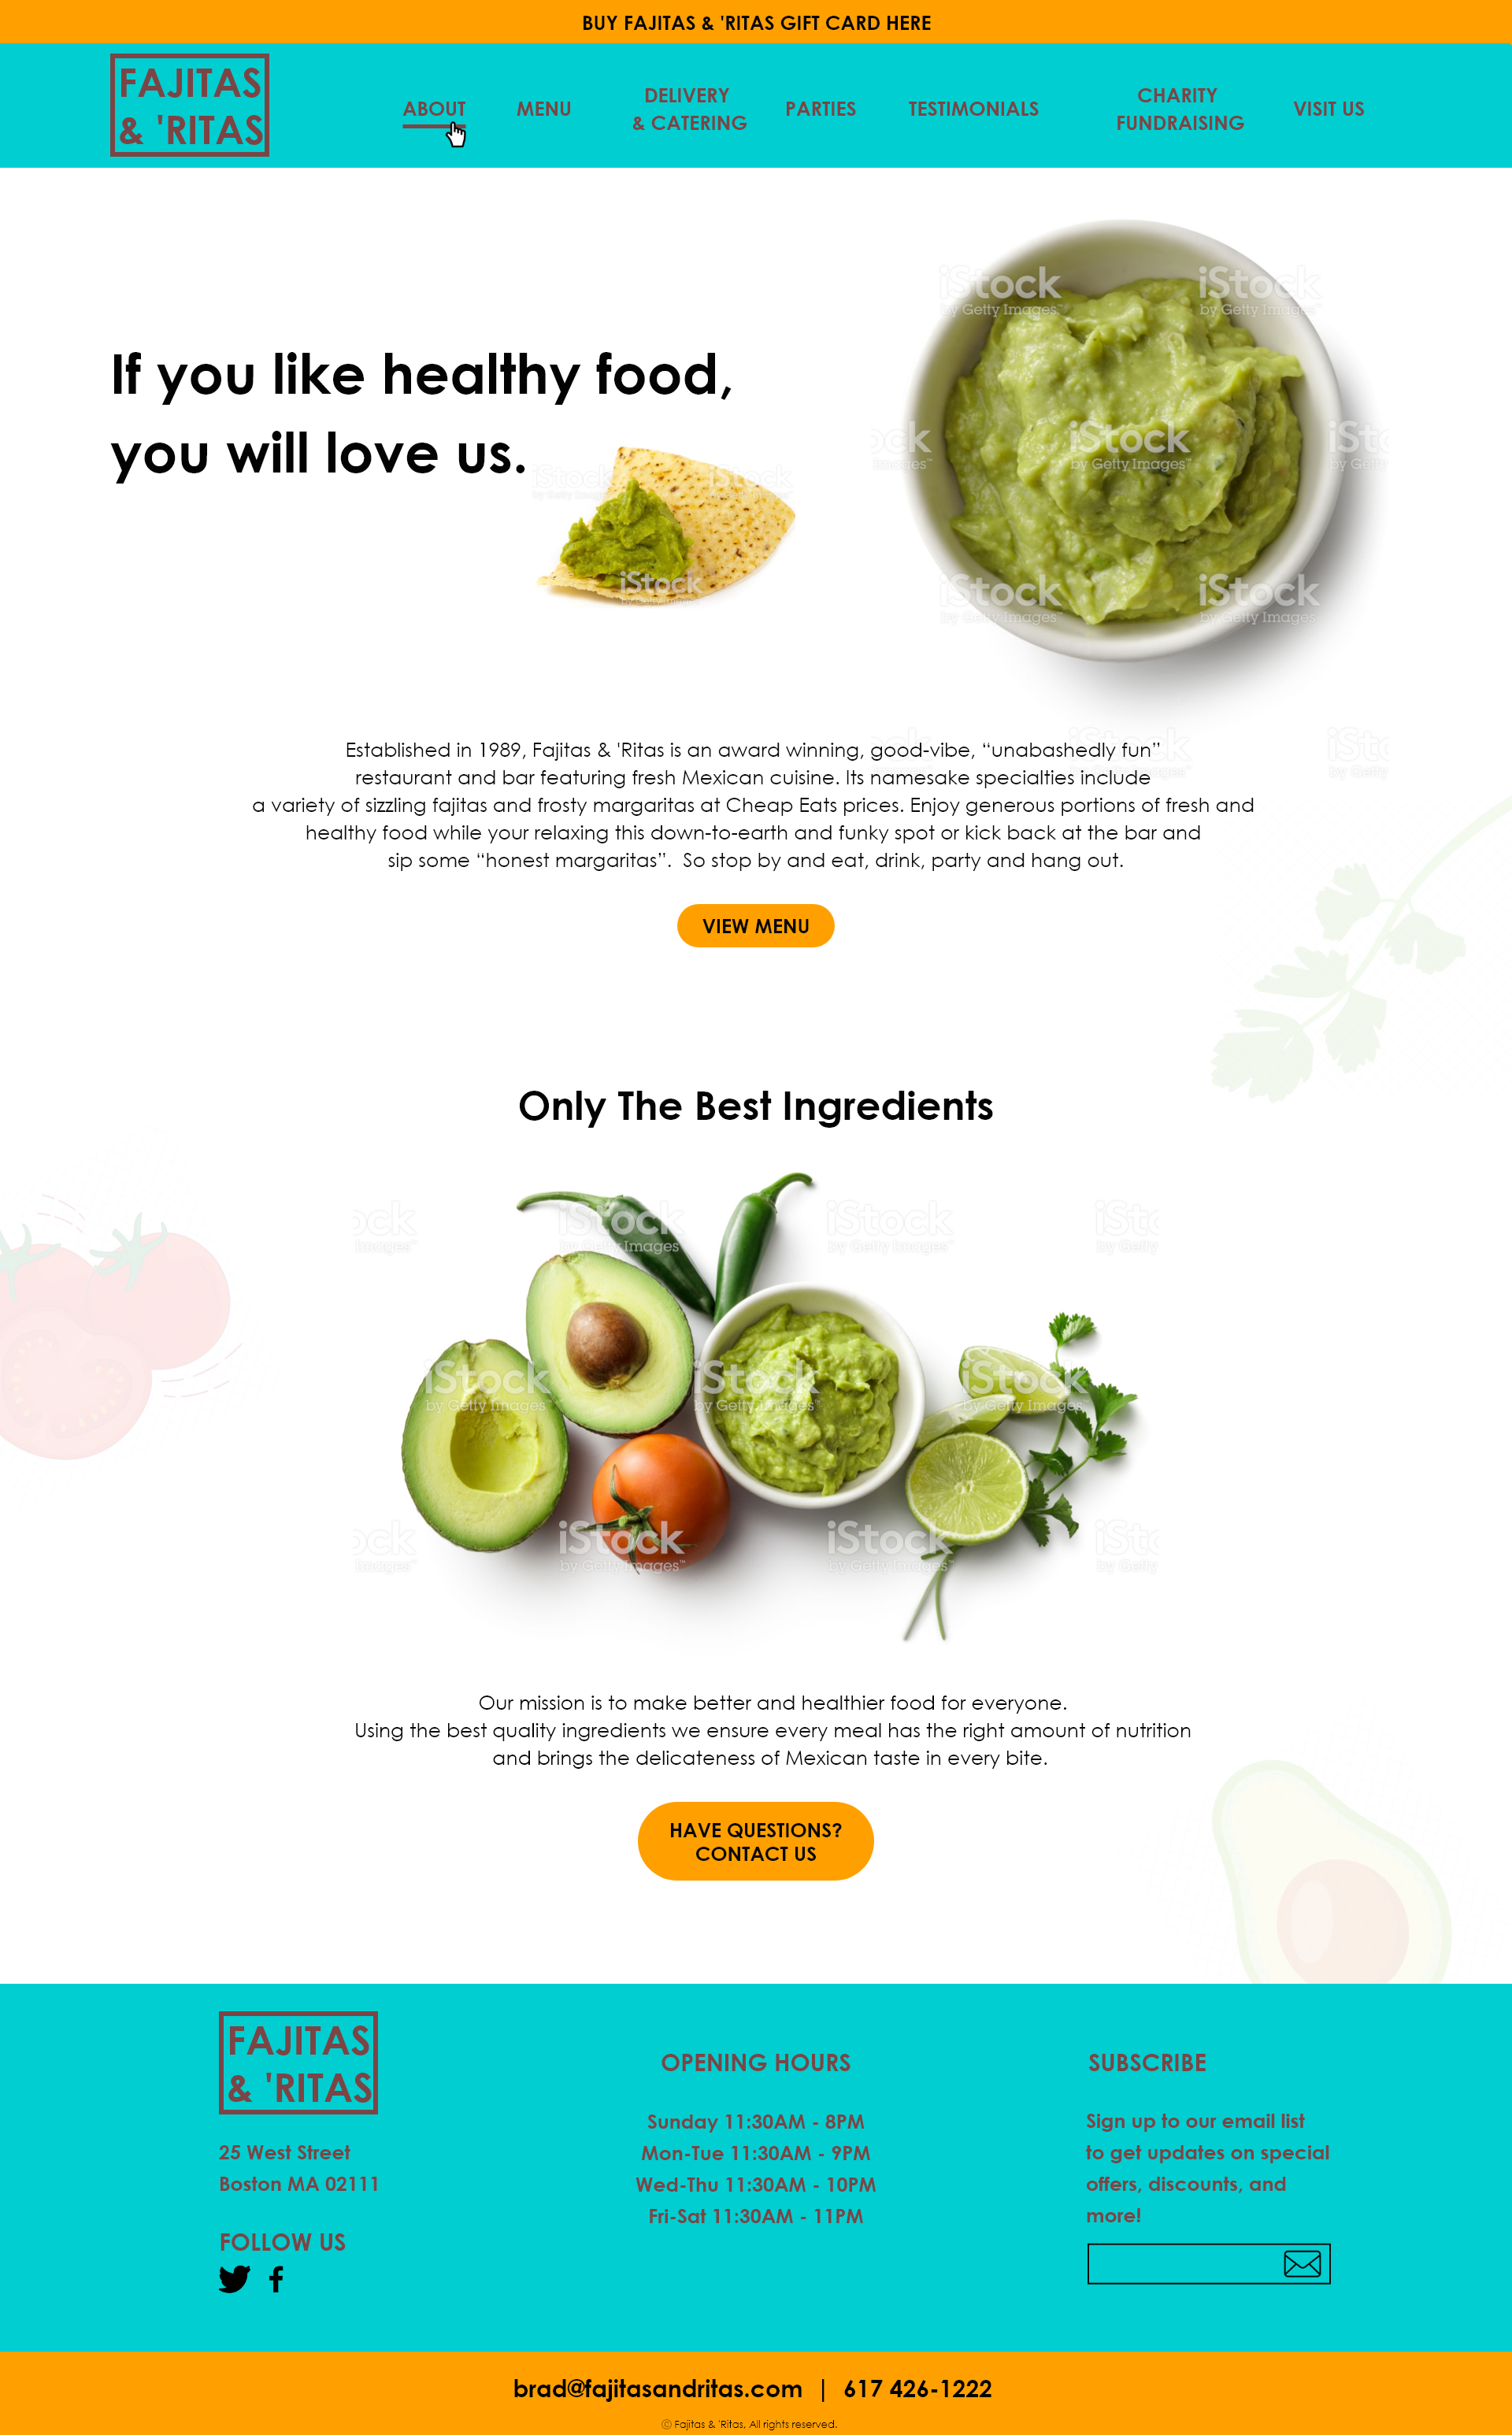 BUY FAJITAS & 'RITAS GIFT CARD HERE
FAJITAS
& 'RITAS
ABOUT
MENU
DELIVERY
& CATERING
PARTIES
TESTIMONIALS
CHARITY
FUNDRAISING
VISIT US
If you like healthy food,
you will love us.
iStock
by Getty Images™
Established in 1989, Fajitas & 'Ritas is an award winning, good-vibe, “unabashedly fun”
restaurant and bar featuring fresh Mexican cuisine. Its namesake specialties include
a variety of sizzling fajitas and frosty margaritas at Cheap Eats prices. Enjoy generous portions of fresh and
healthy food while your relaxing this down-to-earth and funky spot or kick back at the bar and
sip some “honest margaritas”.  So stop by and eat, drink, party and hang out.
VIEW MENU
Only The Best Ingredients
iStock
by Getty Images™
Our mission is to make better and healthier food for everyone.
Using the best quality ingredients we ensure every meal has the right amount of nutrition
and brings the delicateness of Mexican taste in every bite.
HAVE QUESTIONS?
CONTACT US
FAJITAS
& 'RITAS
25 West Street
Boston MA 02111
FOLLOW US
OPENING HOURS
Sunday 11:30AM - 8PM
Mon-Tue 11:30AM - 9PM
Wed-Thu 11:30AM - 10PM
Fri-Sat 11:30AM - 11PM
SUBSCRIBE
Sign up to our email list
to get updates on special
offers, discounts, and
more!
brad@fajitasandritas.com | 617 426-1222
© Fajitas & 'Ritas, All rights reserved.